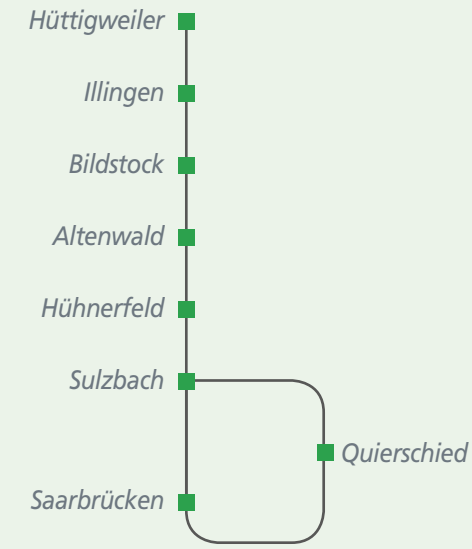 Hüttigweiler
Illingen
Bildstock
Altenwald
Hühnerfeld
Sulzbach
Quierschied
Saarbrücken